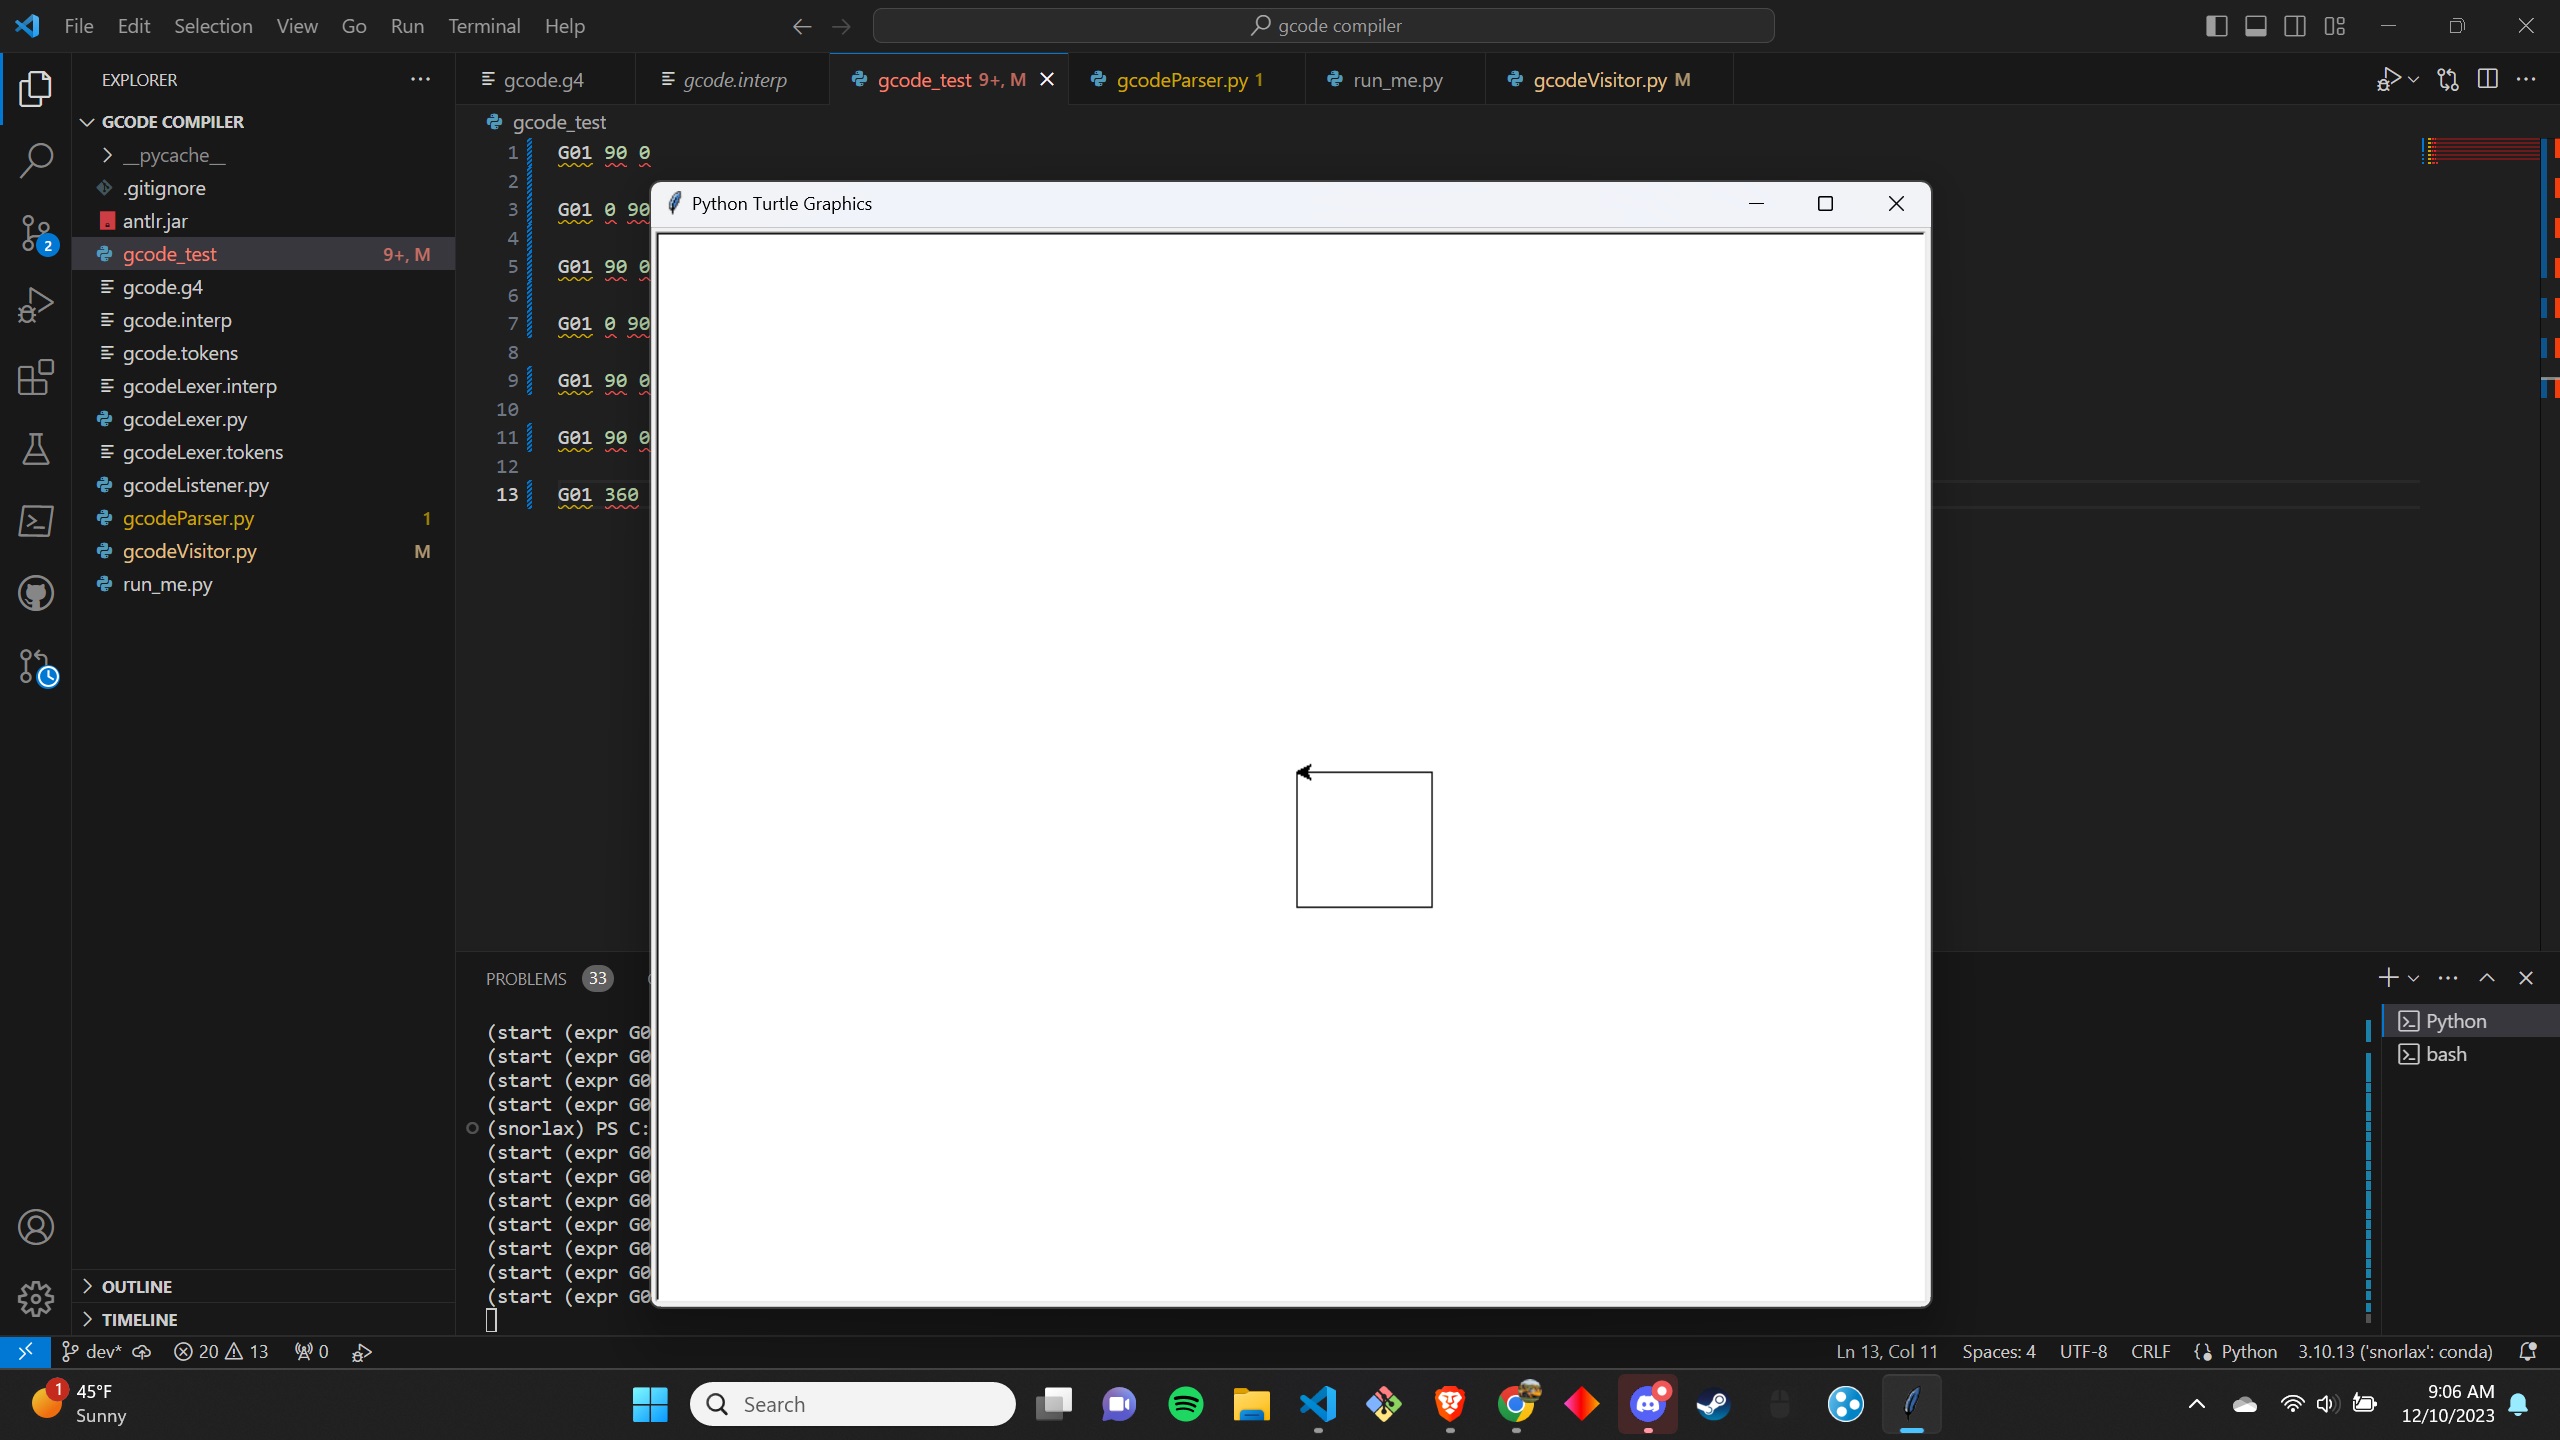 File Edit Selection View Go Run Terminal Help
gcode compiler
EXPLORER
gcode.g4
gcode.interp
gcode_test 9+, M
gcodeParser.py 1
run_me.py
gcodeVisitor.py M
GCODE COMPILER
__pycache__
.gitignore
antlr.jar
gcode_test 9+, M
gcode.g4
gcode.interp
gcode.tokens
gcodeLexer.interp
gcodeLexer.py
gcodeLexer.tokens
gcodeListener.py
gcodeParser.py 1
gcodeVisitor.py M
run_me.py
OUTLINE
TIMELINE
2
gcode_test
1 G01 90 0
2
3 G01 0 90
4
5 G01 90 0
6
7 G01 0 90
8
9 G01 90 0
10
11 G01 90 0
12
13 G01 360
Python Turtle Graphics
PROBLEMS 33
(start (expr G0
(start (expr G0
(start (expr G0
(start (expr G0
(snorlax) PS C:
(start (expr G0
(start (expr G0
(start (expr G0
(start (expr G0
(start (expr G0
(start (expr G0
(start (expr G0
Python
bash
dev* 20 13 0
Ln 13, Col 11 Spaces: 4 UTF-8 CRLF Python 3.10.13 ('snorlax': conda)
1
45°F
Sunny
Search
9:06 AM
12/10/2023